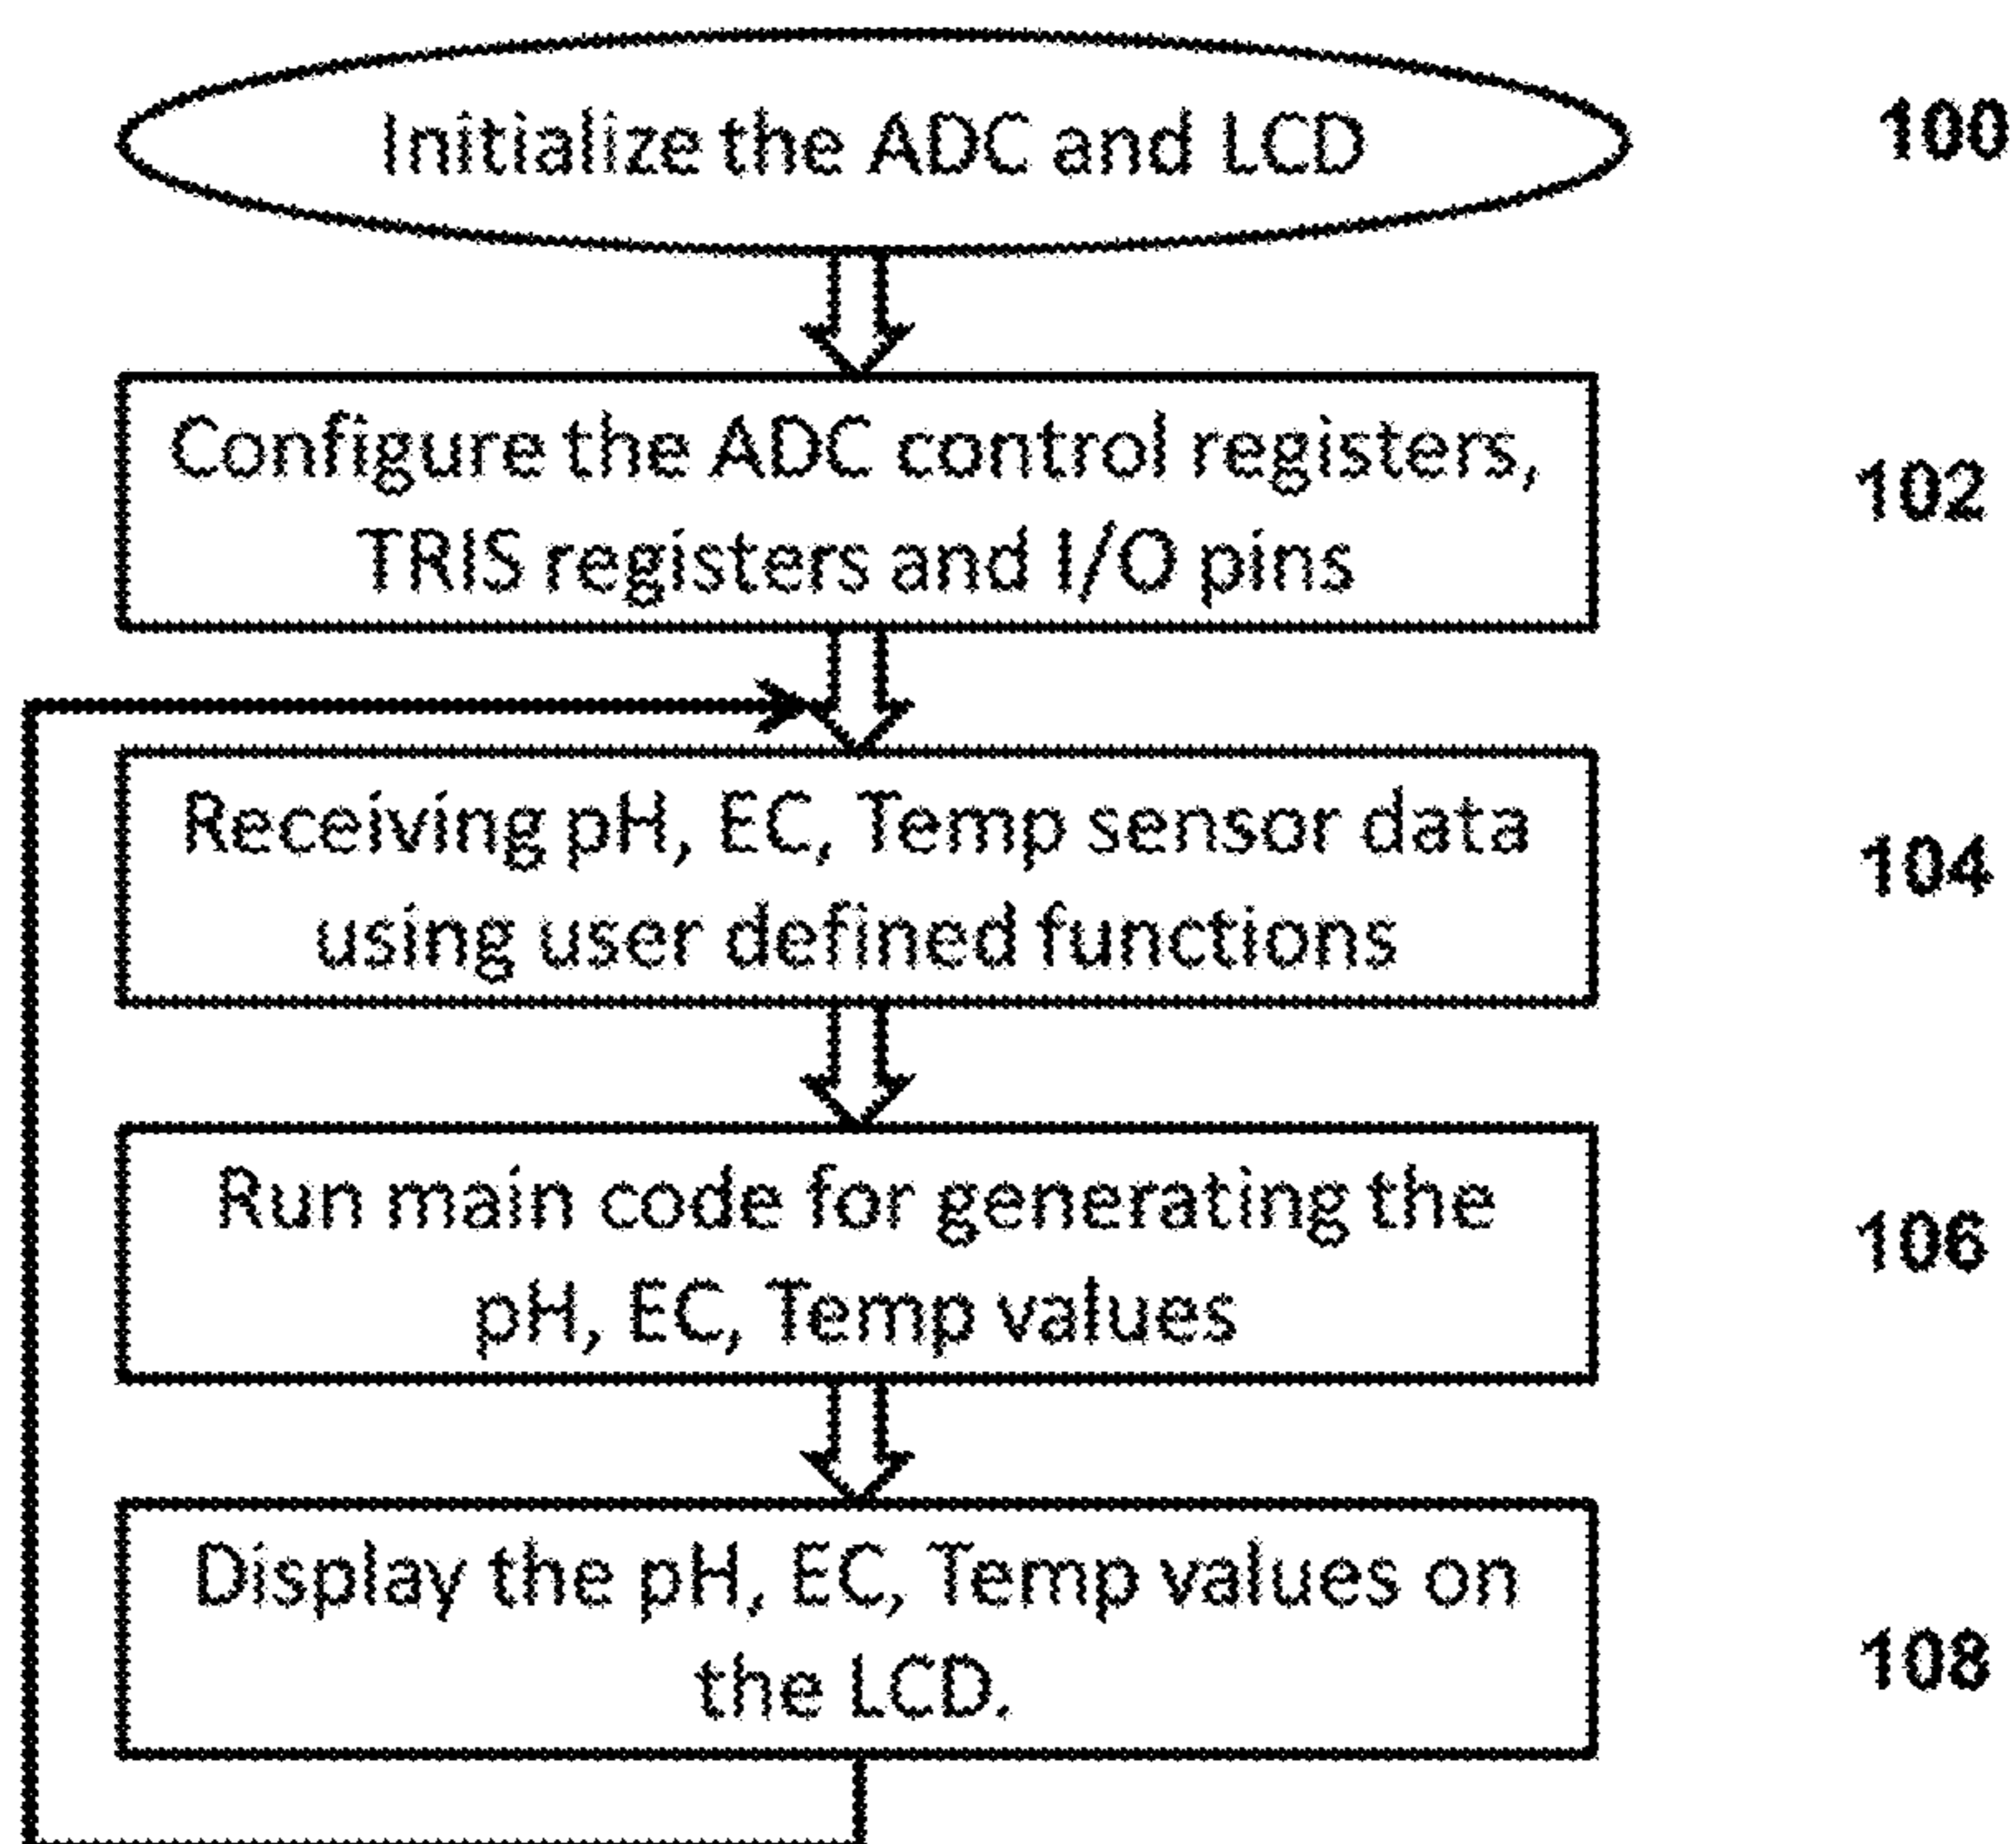 Initialize the ADC and LCD
100
Configure the ADC control registers,
TRIS registers and I/O pins
102
Receiving pH, EC, Temp sensor data
using user defined functions
104
Run main code for generating the
pH, EC, Temp values
106
Display the pH, EC, Temp values on
the LCD.
108